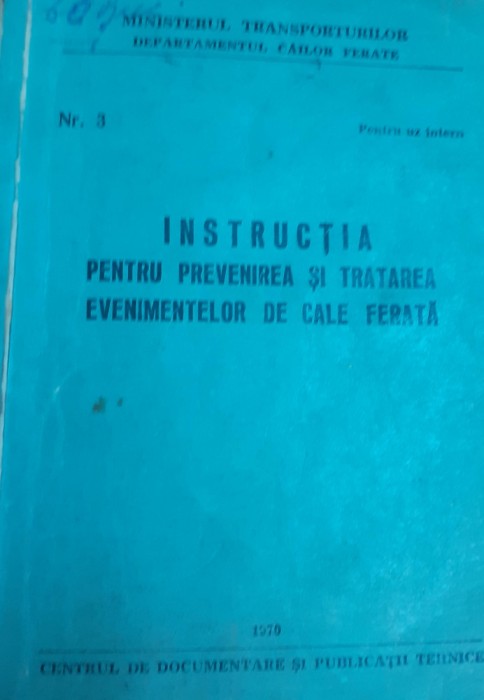 MINISTERUL TRANSPORTURILOR
DEPARTAMENTUL CĂILOR FERATE
Nr. 3
Pentru uz intern
INSTRUCȚIA
PENTRU PREVENIREA ȘI TRATAREA
EVENIMENTELOR DE CALE FERATĂ
CENTRUL DE DOCUMENTARE ȘI PUBLICAȚII TEHNICE